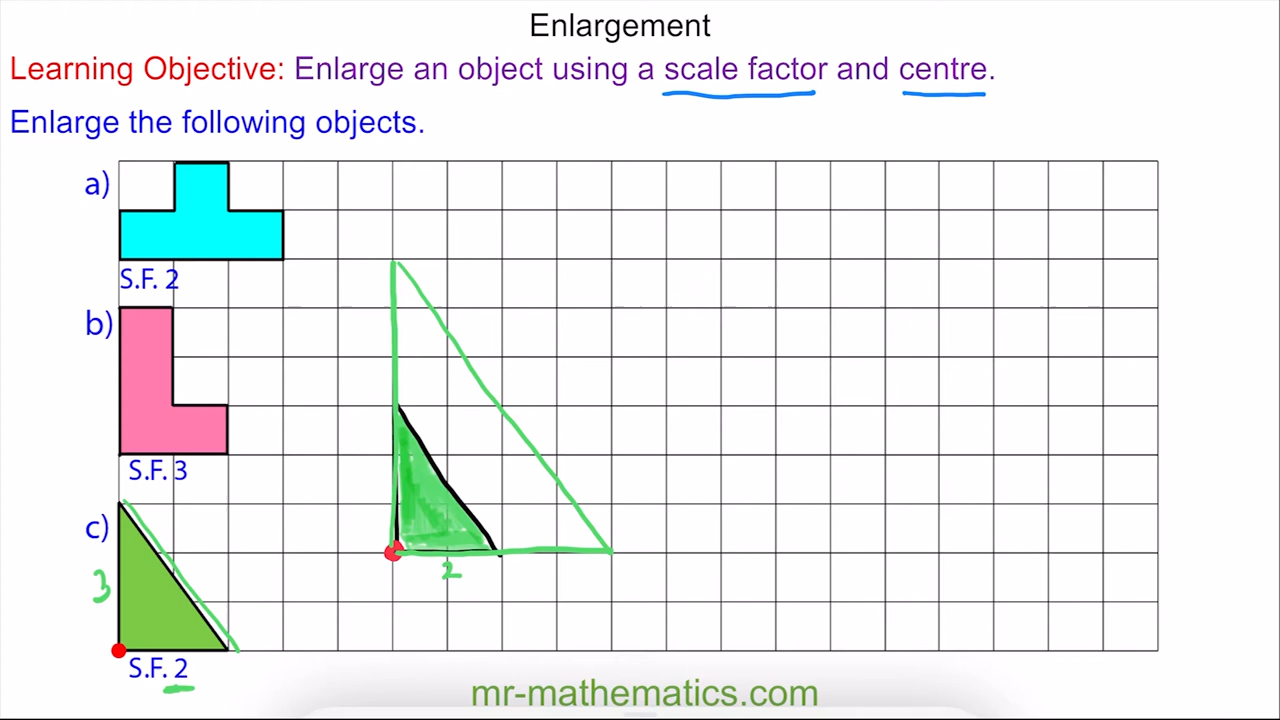 Enlargement
Learning Objective: Enlarge an object using a scale factor and centre.
Enlarge the following objects.
a)
S.F. 2
b)
S.F. 3
c)
3
2
S.F. 2
mr-mathematics.com